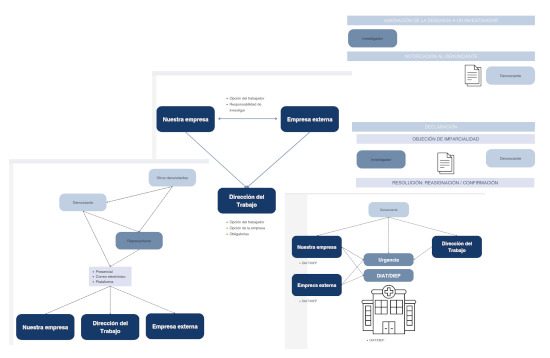 ASIGNACIÓN DE LA DENUNCIA A UN INVESTIGADOR
Investigador
NOTIFICACIÓN AL DENUNCIANTE
Denunciante
• Opción del trabajador
• Responsabilidad de
investigar
Nuestra empresa
Empresa externa
Dirección del
Trabajo
• Opción del trabajador
• Opción de la empresa
• Obligatoria
DECLARACIÓN
OBJECIÓN DE IMPARCIALIDAD
Investigador
Denunciante
RESOLUCIÓN: REASIGNACIÓN / CONFIRMACIÓN
Otros denunciantes
Denunciante
Representante
• Presencial
• Correo electrónico
• Plataforma
Nuestra empresa
Dirección del
Trabajo
Empresa externa
Denunciante
Nuestra empresa
• DIAT/DIEP
Empresa externa
• DIAT/DIEP
Urgencia
DIAT/DIEP
Dirección del
Trabajo
• DIAT/DIEP